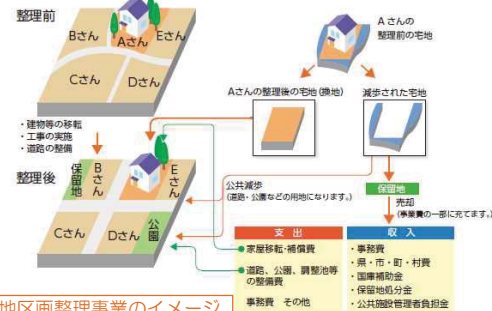 整理前
Bさん
Aさん
Eさん
Cさん
Dさん
・建物等の移転
・工事の実施
・道路の整備
整理後
保留地
Bさん
Eさん
Cさん
Dさん
公園
Aさんの
整理前の宅地
Aさんの整理後の宅地(換地)
減歩された宅地
公共減歩
(道路・公園などの用地になります。)
保留地
売却
(事業費の一部に充てます。)
支出
●家屋移転・補償費
●道路、公園、調整池等
の整備費
事務費 その他
収入
・事務費
・県・市・町・村費
・国庫補助金
・保留地処分金
・公共施設管理者負担金
地区画整理事業のイメージ